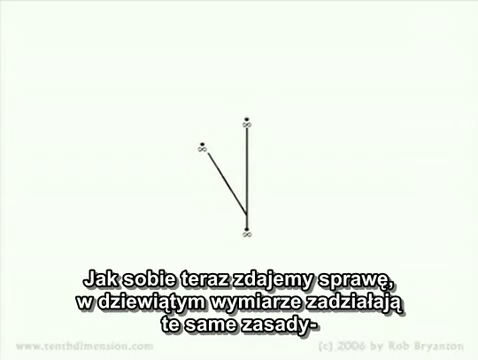 ∞
∞
∞
Jak sobie teraz zdajemy sprawę,
w dziewiątym wymiarze zadziałają
te same zasady-
www.tenthdimension.com
(c) 2006 by Rob Bryanton